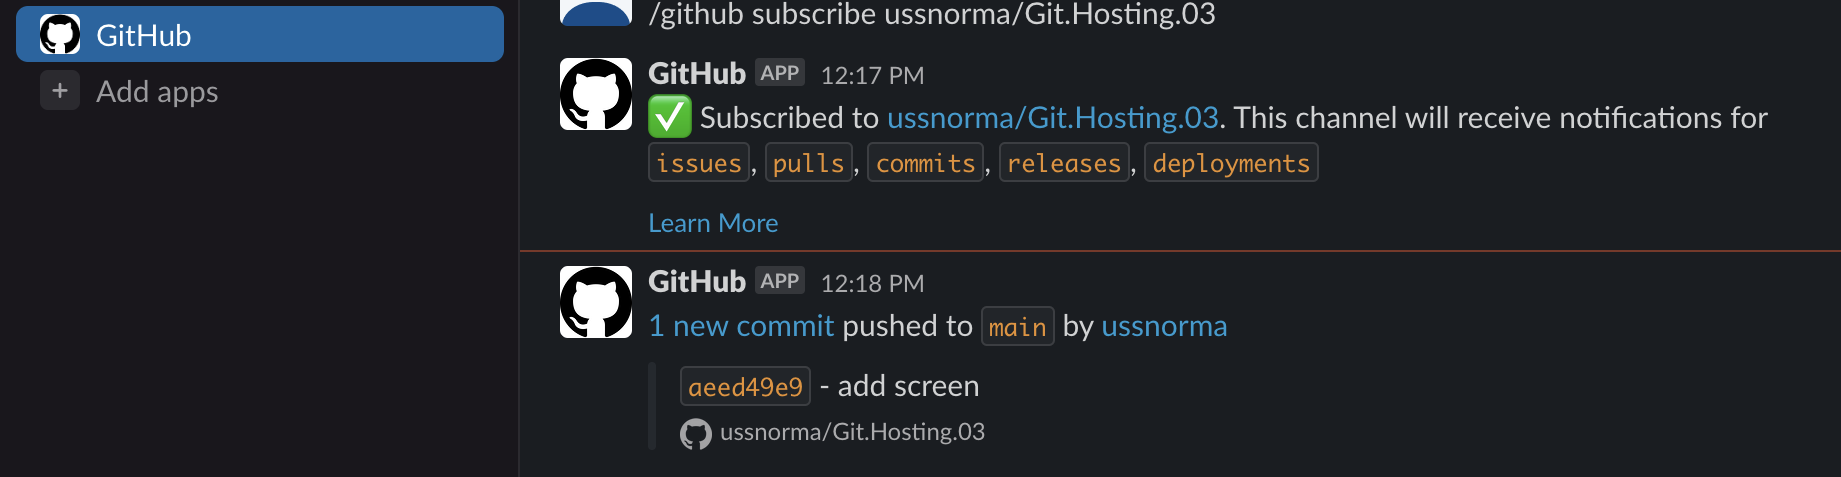 GitHub
+ Add apps
/github subscribe ussnorma/Git.Hosting.03
GitHub APP 12:17 PM
✅ Subscribed to ussnorma/Git.Hosting.03. This channel will receive notifications for
issues, pulls, commits, releases, deployments
Learn More
GitHub APP 12:18 PM
1 new commit pushed to main by ussnorma
aeed49e9 - add screen
ussnorma/Git.Hosting.03